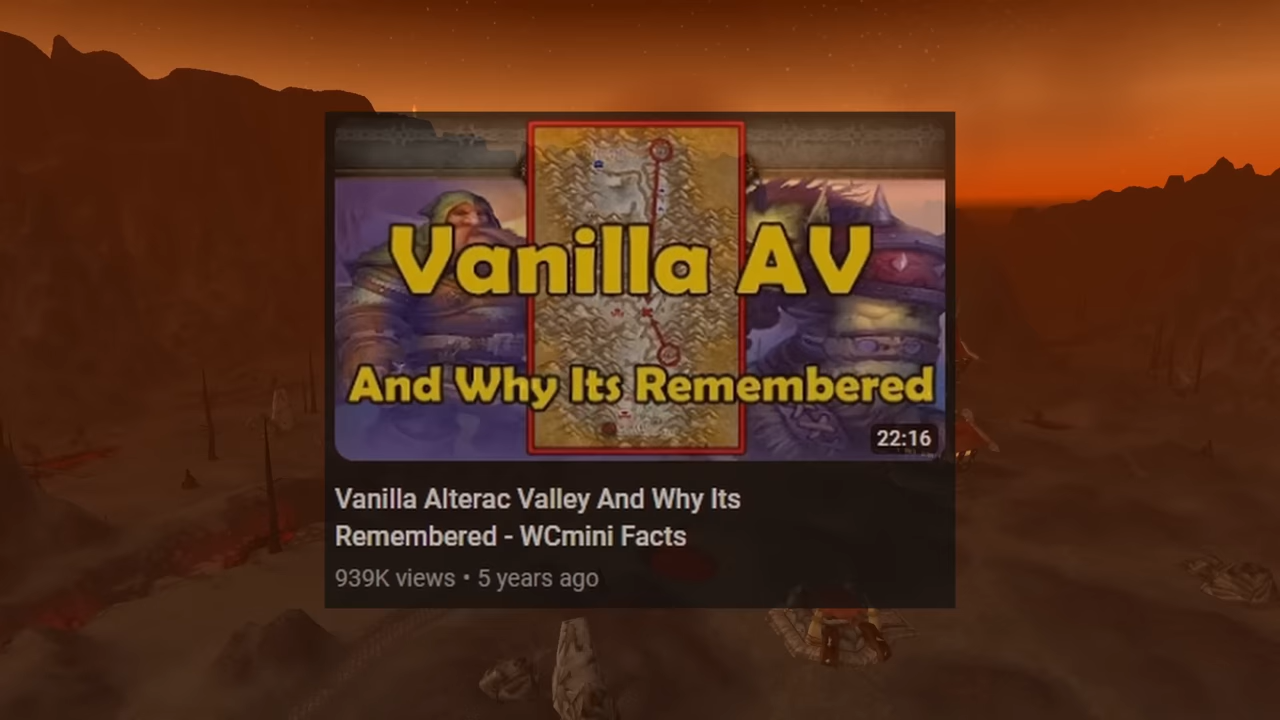 Vanilla AV
And Why Its Remembered
22:16
Vanilla Alterac Valley And Why Its
Remembered - WCmini Facts
939K views • 5 years ago